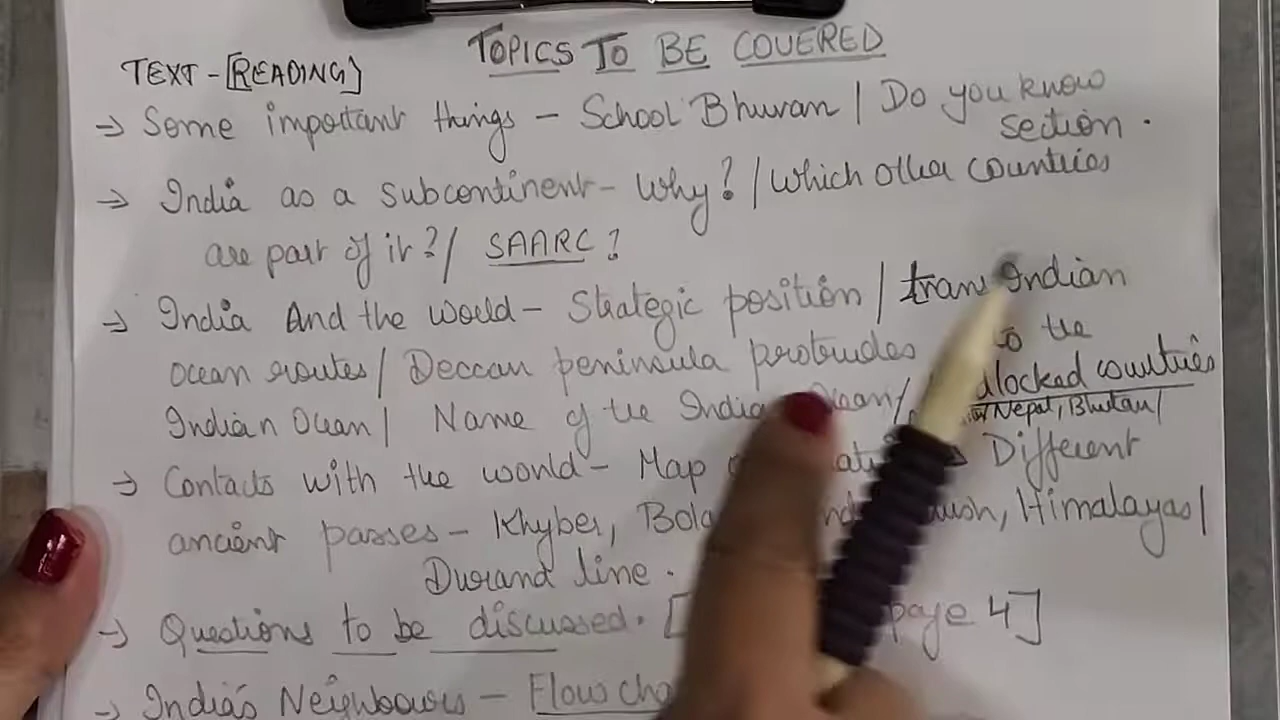 TOPICS TO BE COVERED
TEXT - [READING]
→ Some important things - School Bhuvan / Do you know
section.
→ India as a subcontinent - Why? / Which other countries
are part of it? / SAARC?
→ India And the world - Strategic position / trans Indian
ocean routes / Deccan peninsula protrudes to the
Indian Ocean / Name of the Indian Ocean / countries
Nepal, Bhutan /
→ Contacts with the world - Map Different
ancient passes - Khyber, Himalayas /
Durand line.
→ Questions to be discussed. [ page 4]
→ India's Neighbours - Flow